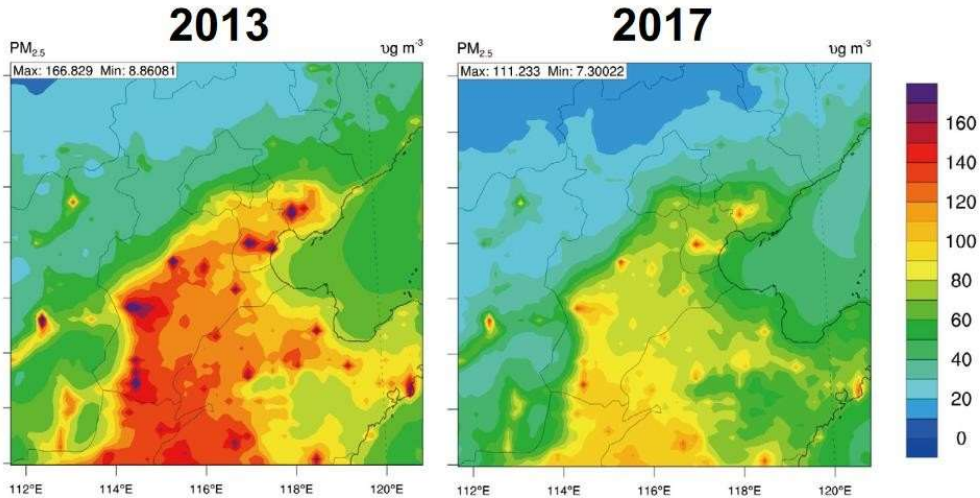 2013
2017
PM2.5
υg m-3
PM2.5
υg m-3
Max: 166.829 Min: 8.86081
Max: 111.233 Min: 7.30022
160
140
120
100
80
60
40
20
0
112°E
114°E
116°E
118°E
120°E
112°E
114°E
116°E
118°E
120°E